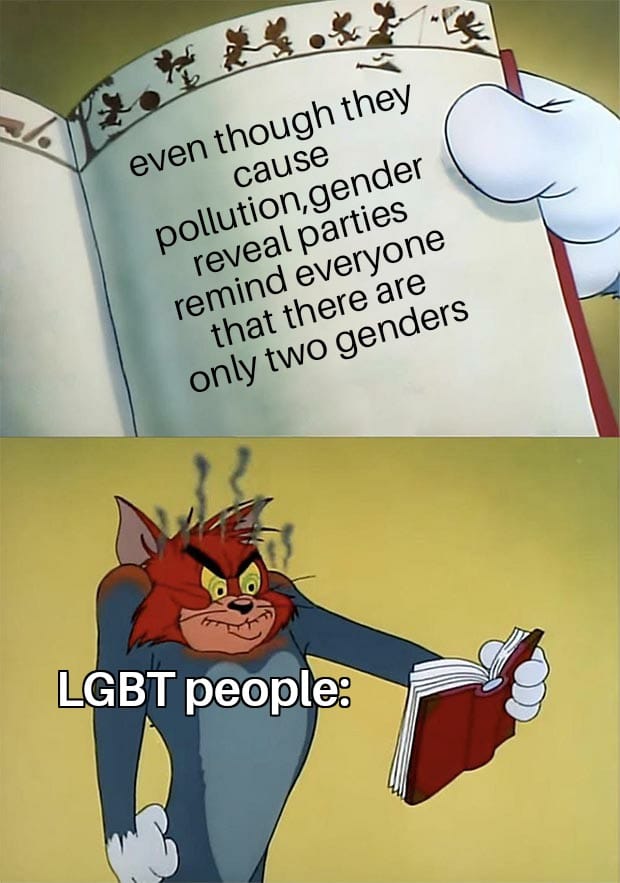 even though they
cause
pollution,gender
reveal parties
remind everyone
that there are
only two genders
LGBT people: